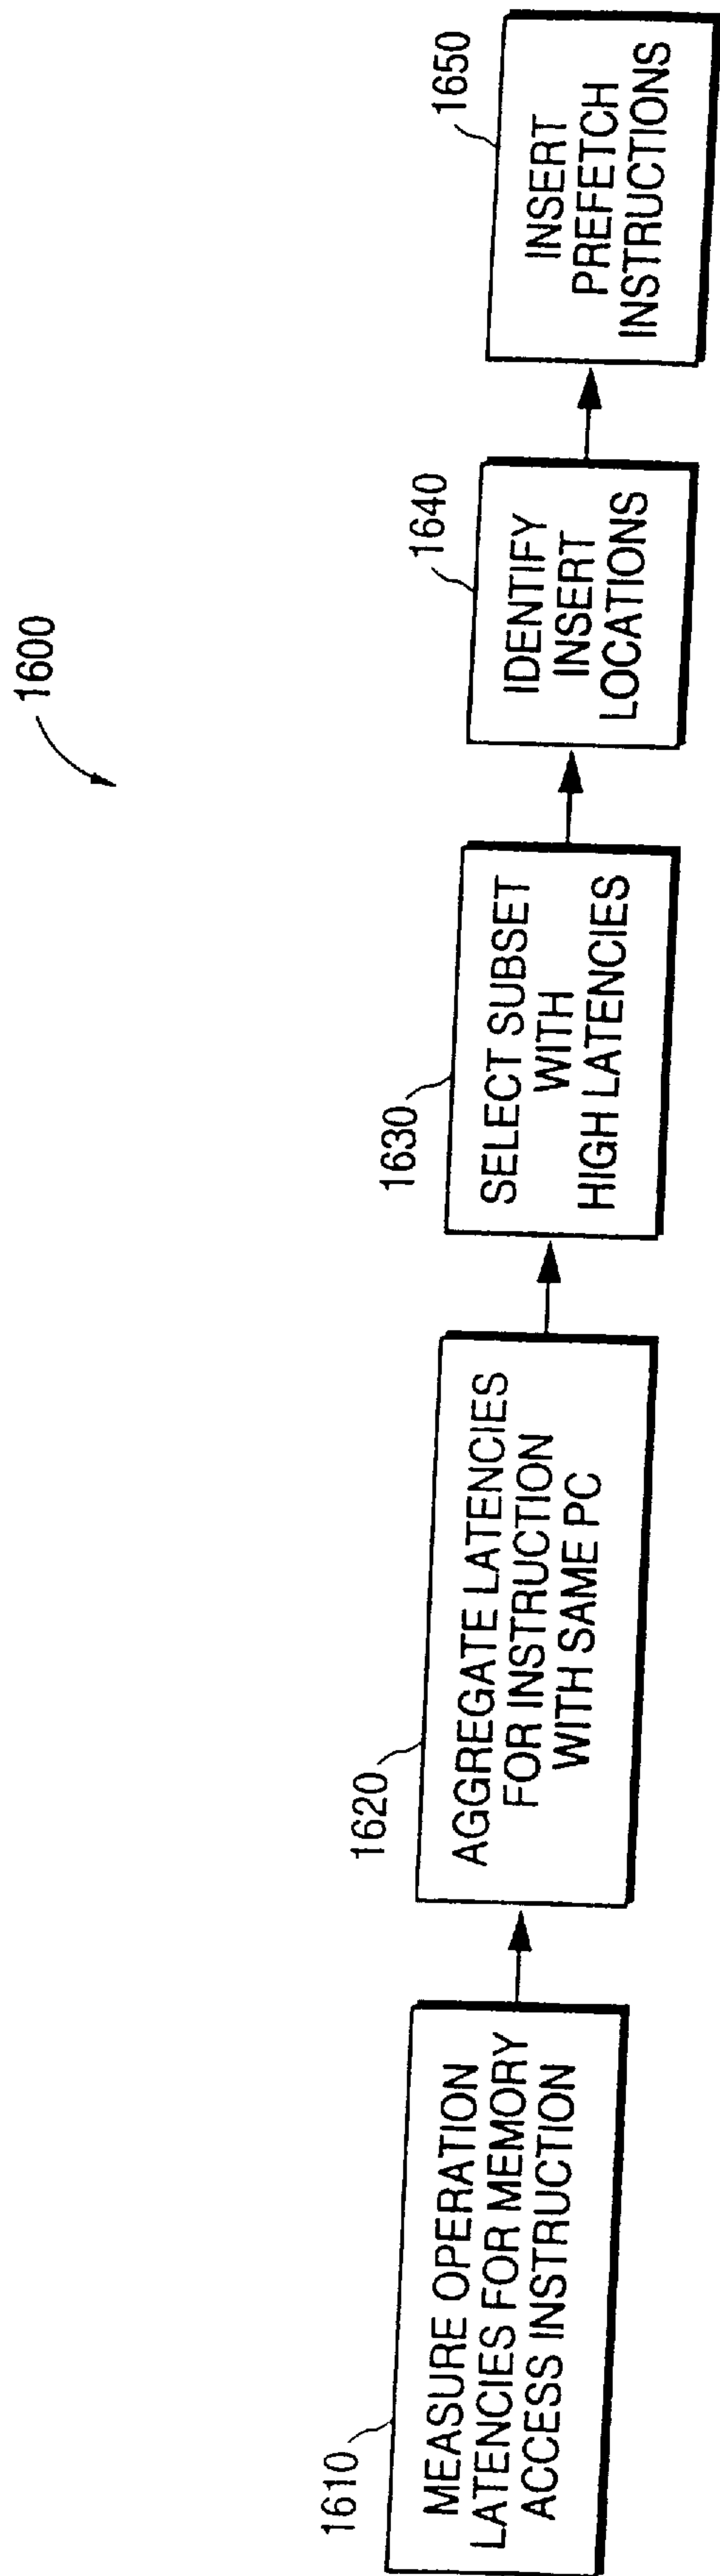 1600
1610
MEASURE OPERATION
LATENCIES FOR MEMORY
ACCESS INSTRUCTION
1620
AGGREGATE LATENCIES
FOR INSTRUCTION
WITH SAME PC
1630
SELECT SUBSET
WITH
HIGH LATENCIES
1640
IDENTIFY
INSERT
LOCATIONS
1650
INSERT
PREFETCH
INSTRUCTIONS